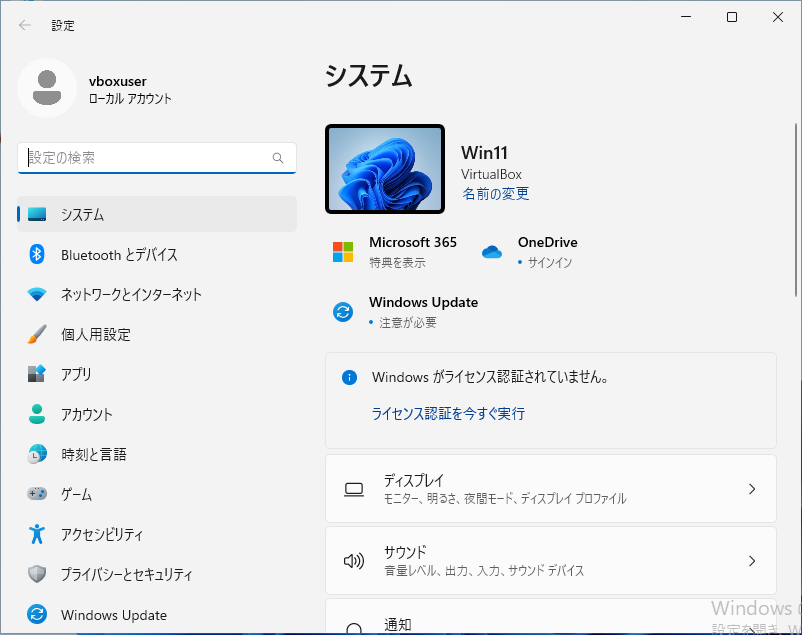 設定
vboxuser
ローカル アカウント
設定の検索
システム
Bluetooth とデバイス
ネットワークとインターネット
個人用設定
アプリ
アカウント
時刻と言語
ゲーム
アクセシビリティ
プライバシーとセキュリティ
Windows Update
システム
Win11
VirtualBox
名前の変更
Microsoft 365
特典を表示
OneDrive
• サインイン
Windows Update
• 注意が必要
Windows がライセンス認証されていません。
ライセンス認証を今すぐ実行
ディスプレイ
モニター、明るさ、夜間モード、ディスプレイ プロファイル
サウンド
音量レベル、出力、入力、サウンド デバイス
通知
Windows
設定を開き、W